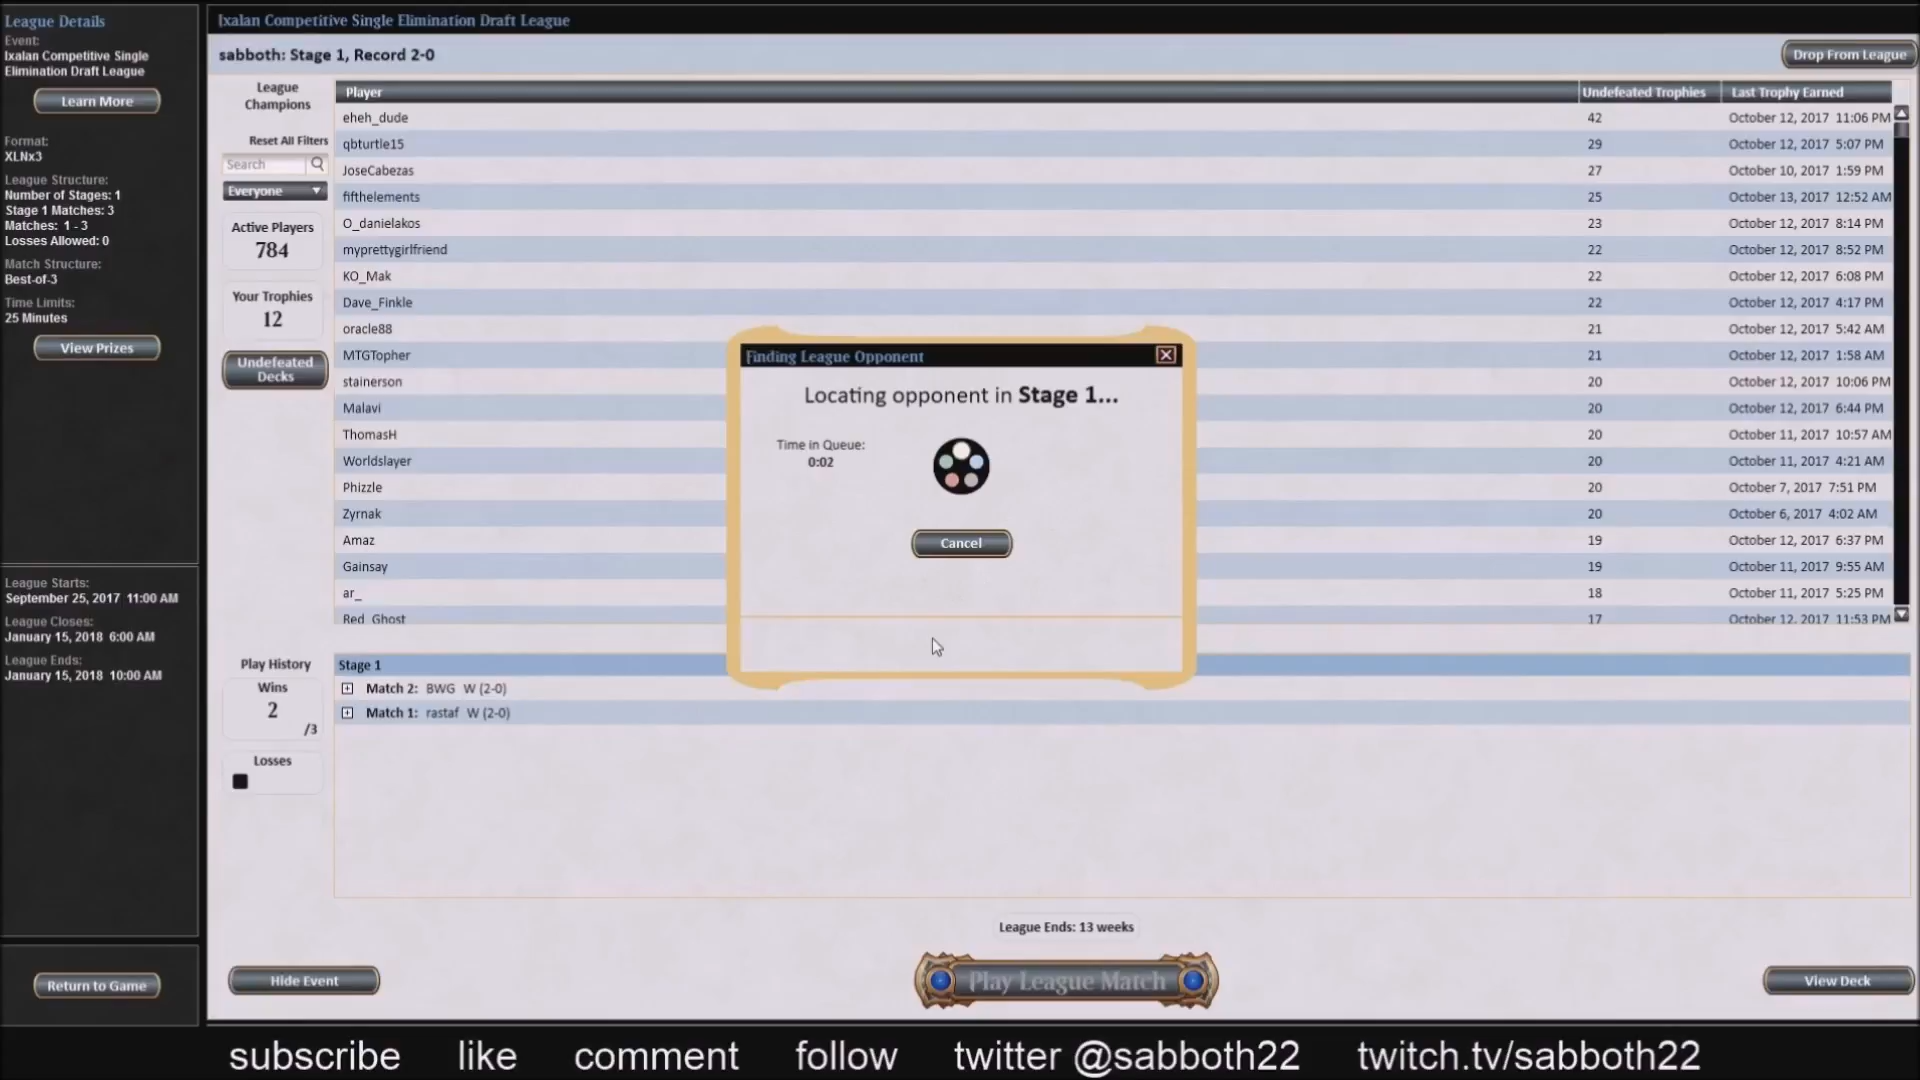 League Details
Event:
Ixalan Competitive Single
Elimination Draft League
Learn More
Format:
XLNx3
League Structure:
Number of Stages: 1
Stage 1 Matches: 3
Matches: 1 - 3
Losses Allowed: 0
Match Structure:
Best-of-3
Time Limits:
25 Minutes
View Prizes
League Starts:
September 25, 2017 11:00 AM
League Closes:
January 15, 2018 6:00 AM
League Ends:
January 15, 2018 10:00 AM
Return to Game
Ixalan Competitive Single Elimination Draft League
sabboth: Stage 1, Record 2-0
Drop From League
League
Champions
Reset All Filters
Search
Everyone
Active Players
784
Your Trophies
12
Undefeated
Decks
Player Undefeated Trophies Last Trophy Earned
eheh_dude 42 October 12, 2017 11:06 PM
qbturtle15 29 October 12, 2017 5:07 PM
JoseCabezas 27 October 10, 2017 1:59 PM
fifthelements 25 October 13, 2017 12:52 AM
O_danielakos 23 October 12, 2017 8:14 PM
myprettygirlfriend 22 October 12, 2017 8:52 PM
KO_Mak 22 October 12, 2017 6:08 PM
Dave_Finkle 22 October 12, 2017 4:17 PM
oracle88 21 October 12, 2017 5:42 AM
MTGTopher 21 October 12, 2017 1:58 AM
stainerson 20 October 12, 2017 10:06 PM
Malavi 20 October 12, 2017 6:44 PM
ThomasH 20 October 11, 2017 10:57 AM
Worldslayer 20 October 11, 2017 4:21 AM
Phizzle 20 October 7, 2017 7:51 PM
Zyrnak 20 October 6, 2017 4:02 AM
Amaz 19 October 12, 2017 6:37 PM
Gainsay 19 October 11, 2017 9:55 AM
ar_ 18 October 11, 2017 5:25 PM
Red_Ghost 17 October 12, 2017 11:53 PM
Finding League Opponent
Locating opponent in Stage 1...
Time in Queue:
0:02
Cancel
Play History
Wins
2
/3
Losses
Stage 1
Match 2: BWG W (2-0)
Match 1: rastaf W (2-0)
League Ends: 13 weeks
Hide Event
Play League Match
View Deck
subscribe like comment follow twitter @sabboth22 twitch.tv/sabboth22